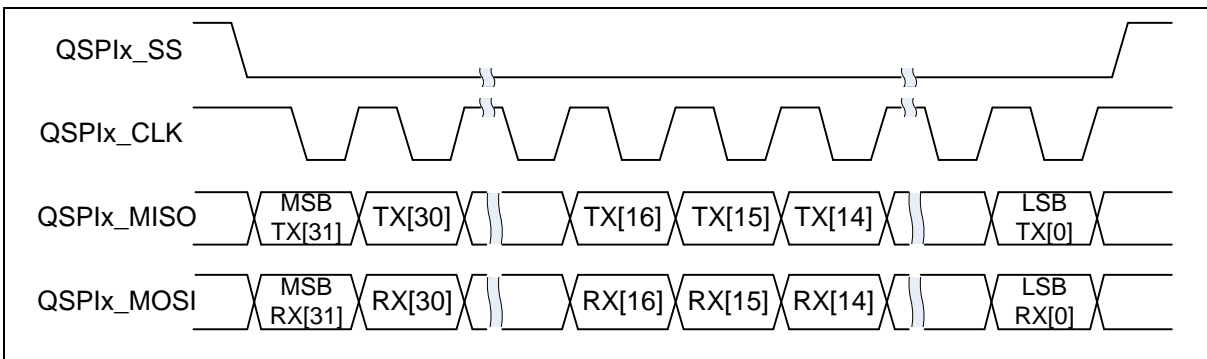 QSPIx_SS
QSPIx_CLK
QSPIx_MISO
MSB
TX[31]
TX[30]
TX[16]
TX[15]
TX[14]
LSB
TX[0]
QSPIx_MOSI
MSB
RX[31]
RX[30]
RX[16]
RX[15]
RX[14]
LSB
RX[0]